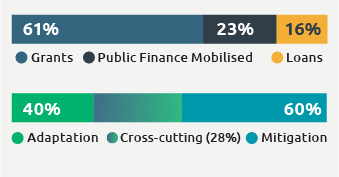 61% 23% 16%
Grants Public Finance Mobilised Loans
40% 60%
Adaptation Cross-cutting (28%) Mitigation